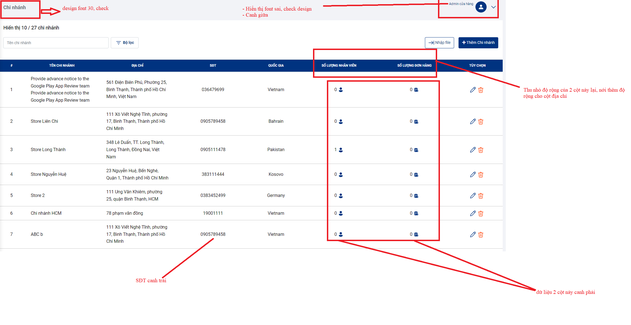 Chi nhánh
design font 30, check
- Hiển thị font sai, check design
- Canh giữa
Admin cửa hàng
Hiển thị 10 / 27 chi nhánh
Tên chi nhánh
Bộ lọc
Nhập file
+ Thêm Chi nhánh
# TÊN CHI NHÁNH ĐỊA CHỈ SĐT QUỐC GIA SỐ LƯỢNG NHÂN VIÊN SỐ LƯỢNG ĐƠN HÀNG TÙY CHỌN
Thu nhỏ độ rộng của 2 cột này lại, nới thêm độ
rộng cho cột địa chỉ
1 Provide advance notice to the
Google Play App Review team
Provide advance notice to the
Google Play App Review team
561 Điện Biên Phủ, Phường 25,
Bình Thạnh, Thành phố Hồ Chí
Minh, Việt Nam
036479699 Vietnam 0 0
2 Store Liên Chi
111 Xô Viết Nghệ Tĩnh, phường
17, Bình Thạnh, Thành phố Hồ
Chí Minh
0905789458 Bahrain 0 0
3 Store Long Thành
348 Lê Duẩn, TT. Long Thành,
Long Thành, Đồng Nai, Việt
Nam
0905111478 Pakistan 1 0
4 Store Nguyễn Huệ
23 Nguyễn Huệ, Bến Nghé,
Quận 1, Thành phố Hồ Chí Minh
383111444 Kosovo 0 0
5 Store 2
111 Ung Văn Khiêm, phường
25, quận Bình Thạnh, HCM
0383452499 Germany 0 0
6 Chi nhánh HCM 78 phạm văn đồng 19001111 Vietnam 0 0
7 ABC b
111 Xô Viết Nghệ Tĩnh, phường
17, Bình Thạnh, Thành phố Hồ
Chí Minh
0905789458 Vietnam 0 0
SĐT canh trái
dữ liệu 2 cột này canh phải